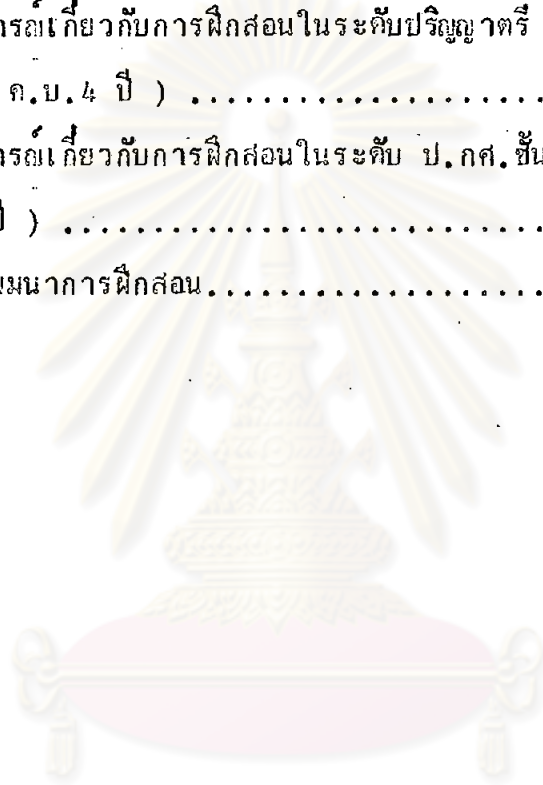 ารณ์เกี่ยวกับการฝึกสอนในระดับปริญญาตรี
ค.บ.4 ปี ) ......................
ารณ์เกี่ยวกับการฝึกสอนในระดับ ป.กศ.ชั้น
) ..............................
มนาการฝึกสอน......................